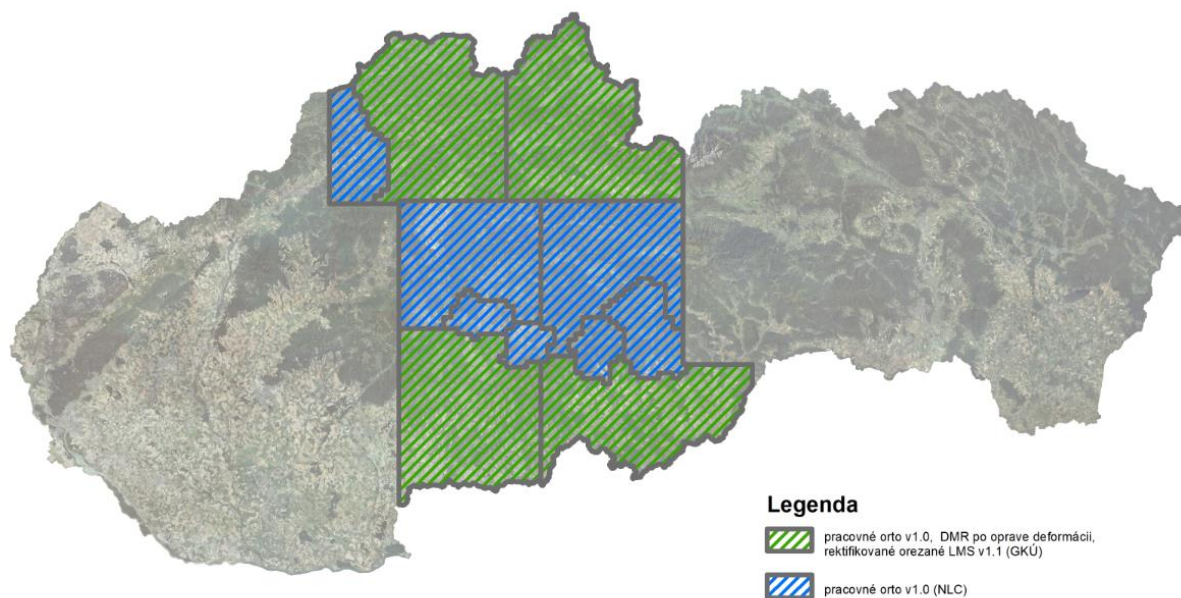 Legenda
pracovné orto v1.0, DMR po oprave deformácii,
rektifikované orezané LMS v1.1 (GKÚ)
pracovné orto v1.0 (NLC)